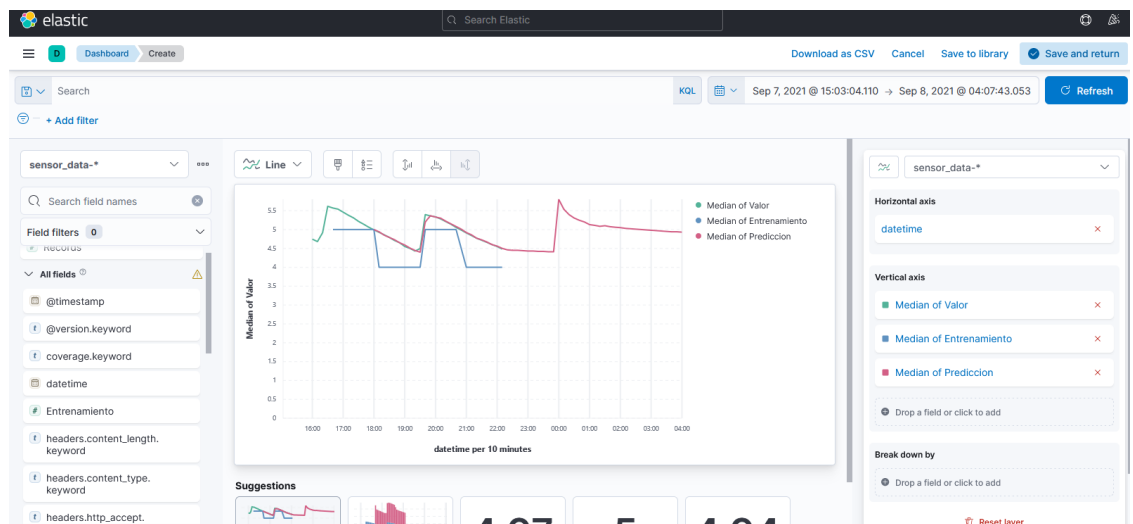 elastic
Search Elastic
D
Dashboard
Create
Download as CSV
Cancel
Save to library
Save and return
Search
KQL
Sep 7, 2021 @ 15:03:04.110 → Sep 8, 2021 @ 04:07:43.053
Refresh
+ Add filter
sensor_data-*
Search field names
Field filters 0
Records
All fields
@timestamp
@version.keyword
coverage.keyword
datetime
Entrenamiento
headers.content_length.
keyword
headers.content_type.
keyword
headers.http_accept.
Line
Median of Valor
5.5
5
4.5
4
3.5
3
2.5
2
1.5
1
0.5
0
16:00 17:00 18:00 19:00 20:00 21:00 22:00 23:00 00:00 01:00 02:00 03:00 04:00
datetime per 10 minutes
Median of Valor
Median of Entrenamiento
Median of Prediccion
Suggestions
sensor_data-*
Horizontal axis
datetime
Vertical axis
Median of Valor
Median of Entrenamiento
Median of Prediccion
Drop a field or click to add
Break down by
Drop a field or click to add
Reset layer